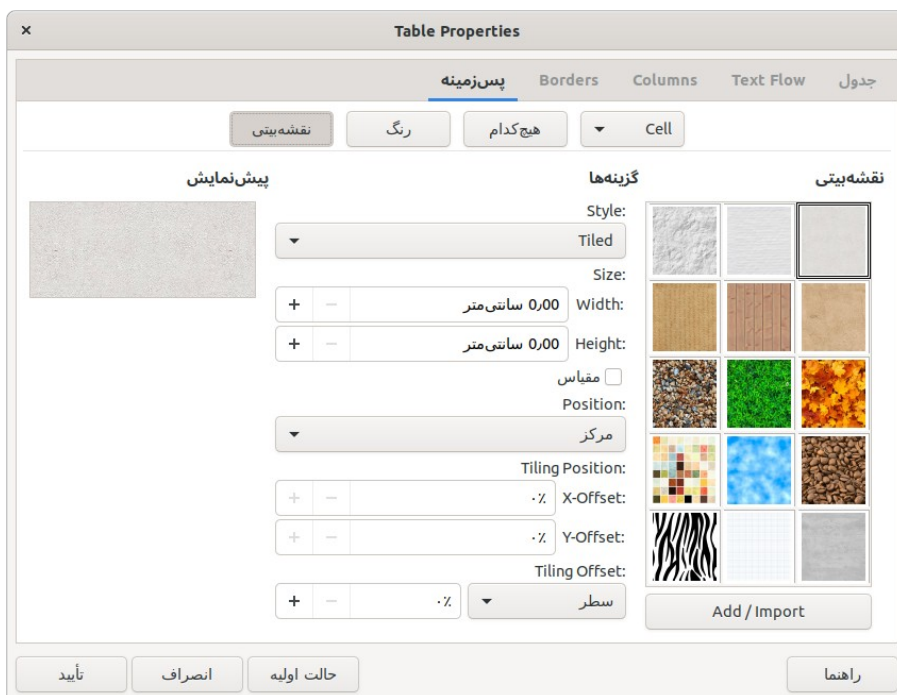 Table Properties
جدول
Text Flow
Columns
Borders
پس‌زمینه
Cell
هیچ‌کدام
رنگ
نقشه‌بیتی
نقشه‌بیتی
گزینه‌ها
پیش‌نمایش
Style:
Tiled
Size:
Width:
0٫00 سانتی‌متر
Height:
0٫00 سانتی‌متر
مقیاس
Position:
مرکز
Tiling Position:
X-Offset:
۰٪
Y-Offset:
۰٪
Tiling Offset:
سطر
۰٪
Add / Import
راهنما
حالت اولیه
انصراف
تأیید